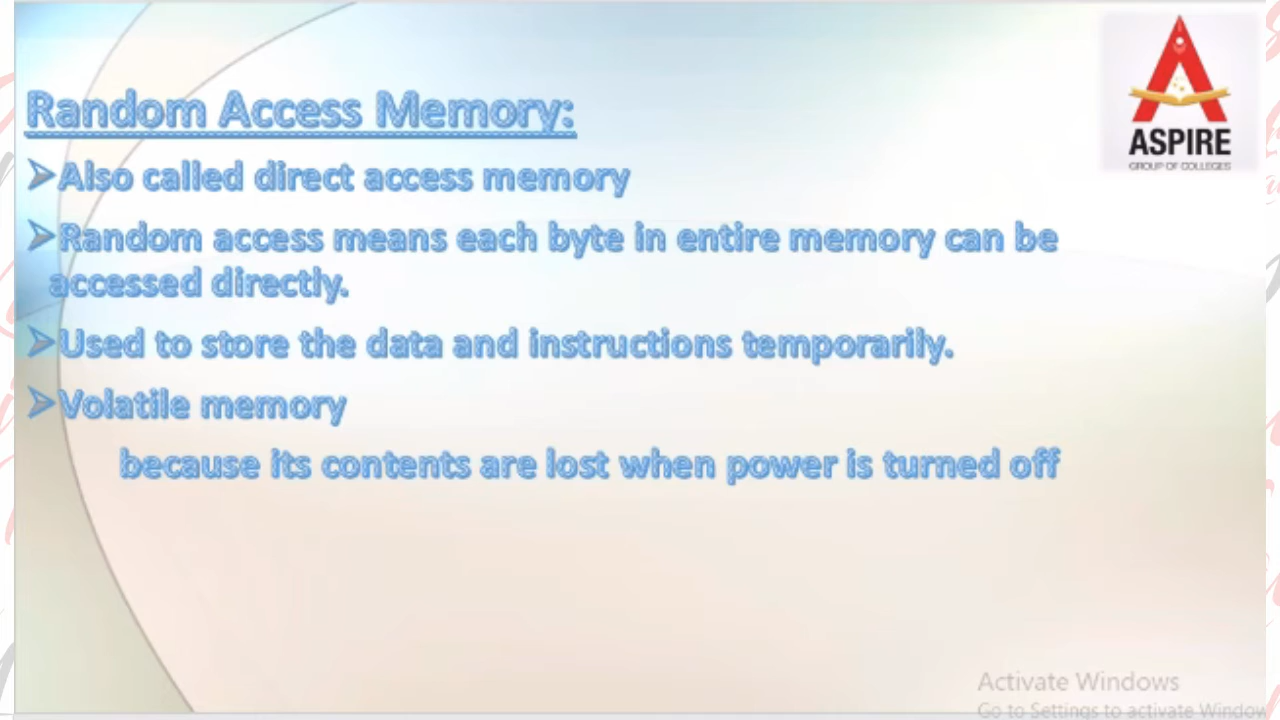 ASPIRE
GROUP OF COLLEGES
Random Access Memory:
Also called direct access memory
Random access means each byte in entire memory can be
accessed directly.
Used to store the data and instructions temporarily.
Volatile memory
because its contents are lost when power is turned off
Activate Windows
Go to Settings to activate Window